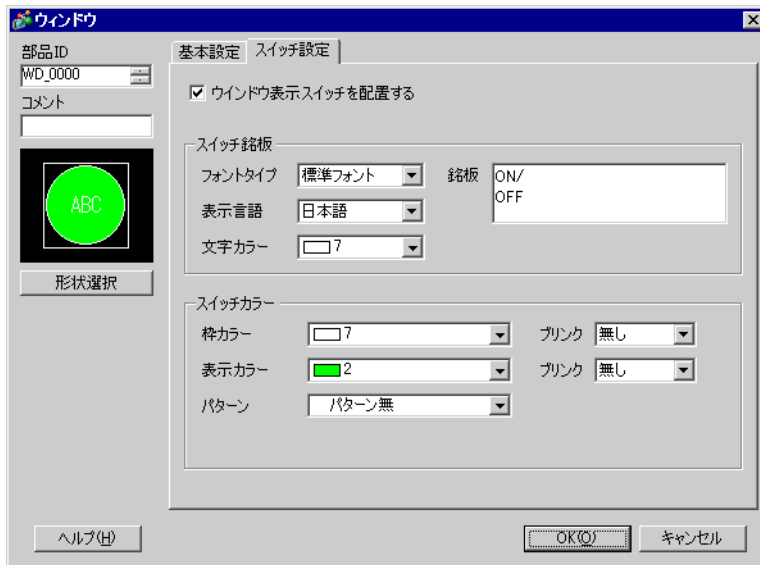 ウィンドウ
部品ID
WD_0000
コメント
ABC
形状選択
基本設定 スイッチ設定
ウインドウ表示スイッチを配置する
スイッチ銘板
フォントタイプ 標準フォント 銘板 ON/
OFF
表示言語 日本語
文字カラー 7
スイッチカラー
枠カラー 7 ブリンク 無し
表示カラー 2 ブリンク 無し
パターン パターン無
ヘルプ(H) OK(O) キャンセル